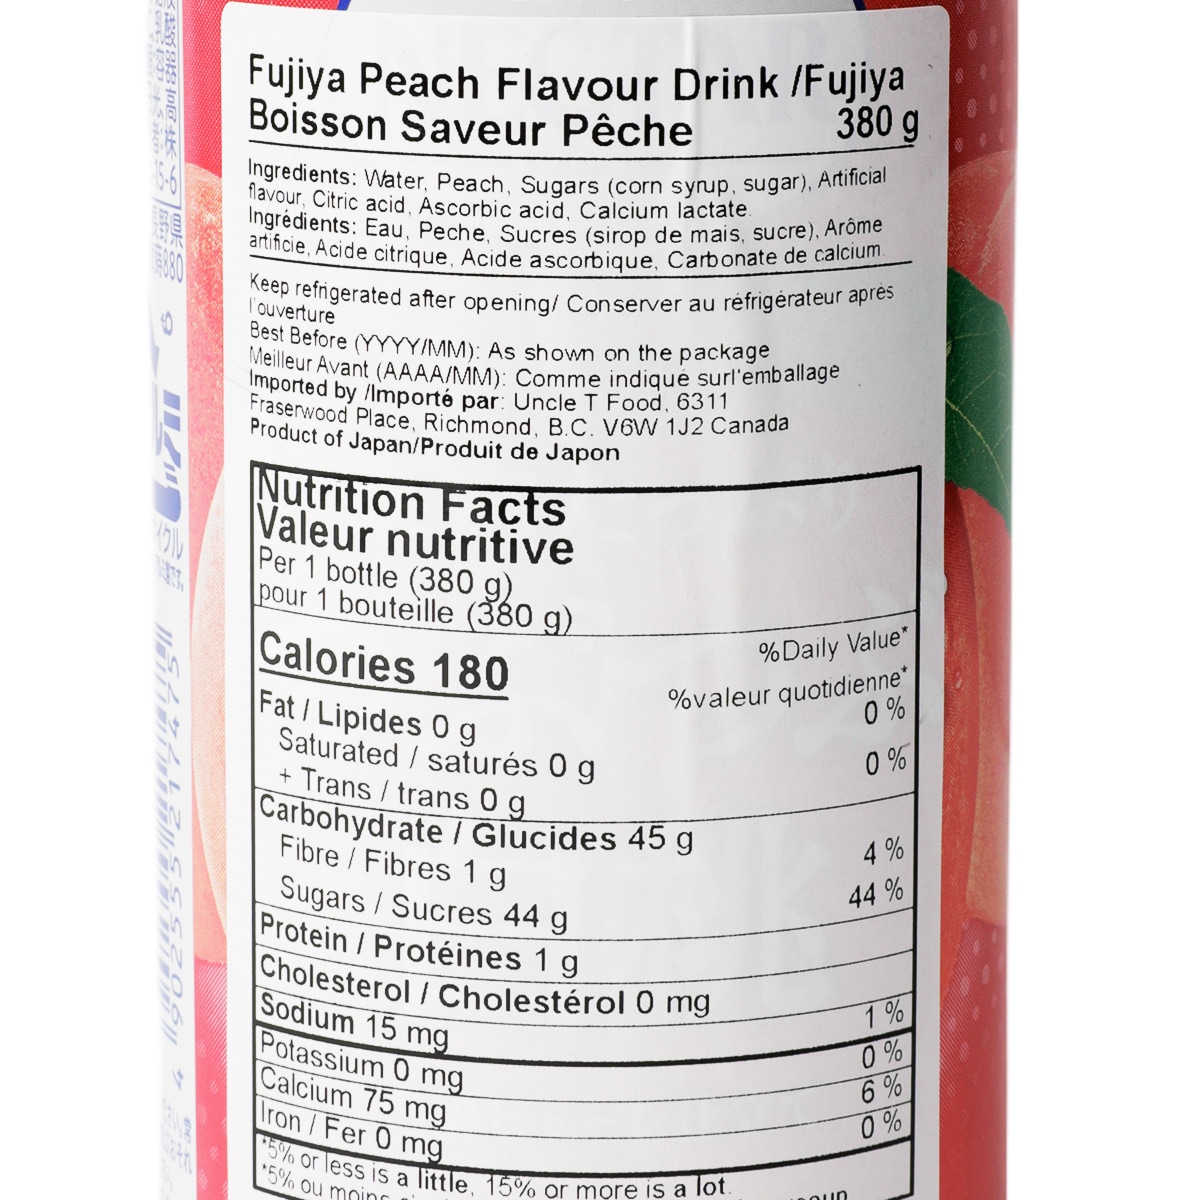 Fujiya Peach Flavour Drink /Fujiya
Boisson Saveur Pêche 380 g
Ingredients: Water, Peach, Sugars (corn syrup, sugar), Artificial
flavour, Citric acid, Ascorbic acid, Calcium lactate.
Ingrédients: Eau, Peche, Sucres (sirop de mais, sucre), Arôme
artificie, Acide citrique, Acide ascorbique, Carbonate de calcium.
Keep refrigerated after opening/ Conserver au réfrigérateur après
l'ouverture
Best Before (YYYY/MM): As shown on the package
Meilleur Avant (AAAA/MM): Comme indiqué surl'emballage
Imported by /Importé par: Uncle T Food, 6311
Fraserwood Place, Richmond, B.C. V6W 1J2 Canada
Product of Japan/Produit de Japon
Nutrition Facts
Valeur nutritive
Per 1 bottle (380 g)
pour 1 bouteille (380 g)
% Daily Value*
Calories 180
%valeur quotidienne*
Fat / Lipides 0 g 0 %
Saturated / saturés 0 g 0 %
+ Trans / trans 0 g
Carbohydrate / Glucides 45 g
Fibre / Fibres 1 g 4 %
Sugars / Sucres 44 g 44 %
Protein / Protéines 1 g
Cholesterol / Cholestérol 0 mg
Sodium 15 mg 1 %
Potassium 0 mg 0 %
Calcium 75 mg 6 %
Iron / Fer 0 mg 0 %
*5% or less is a little, 15% or more is a lot.
*5% ou moins
4 902555 217475